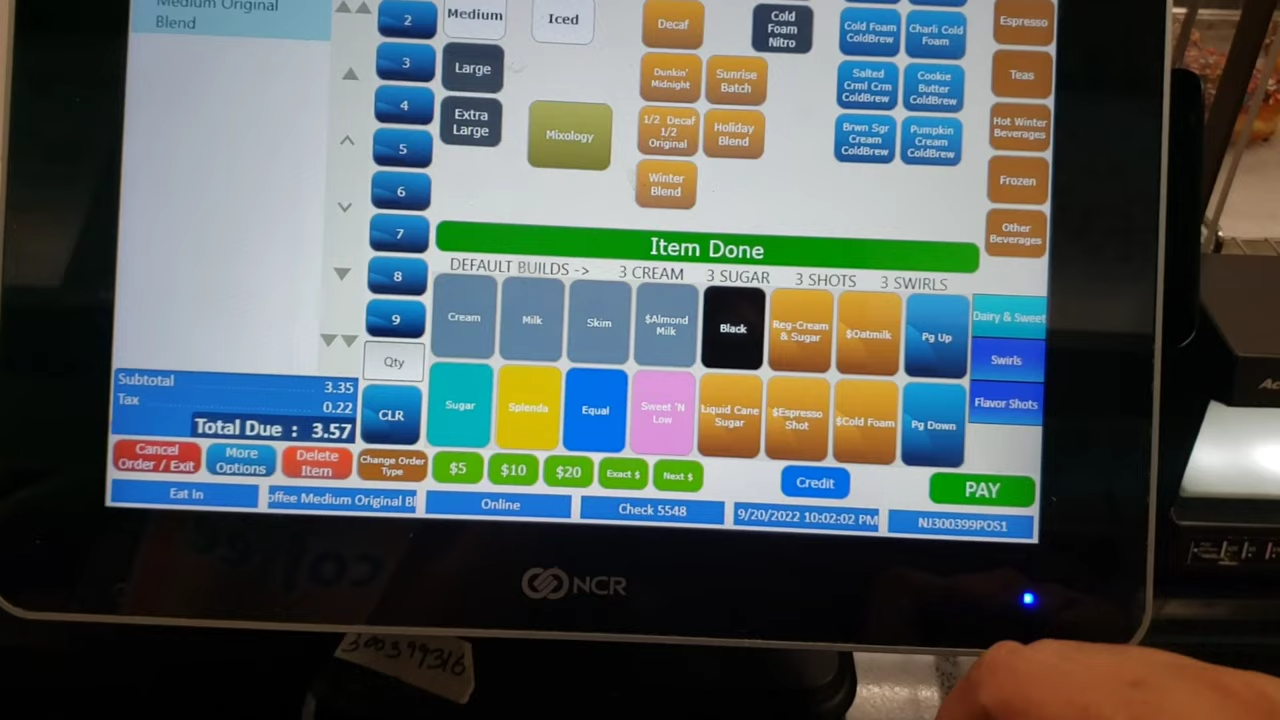 Medium Original
Blend
2
3
4
5
6
7
8
9
Qty
CLR
Medium
Large
Extra
Large
Iced
Mixology
Decaf
Dunkin'
Midnight
Sunrise
Batch
1/2 Decaf
1/2
Original
Holiday
Blend
Winter
Blend
Cold
Foam
Nitro
Cold Foam
ColdBrew
Charli Cold
Foam
Salted
Crml Crm
ColdBrew
Cookie
Butter
ColdBrew
Brwn Sgr
Cream
ColdBrew
Pumpkin
Cream
ColdBrew
Espresso
Teas
Hot Winter
Beverages
Frozen
Other
Beverages
Item Done
DEFAULT BUILDS -> 3 CREAM 3 SUGAR 3 SHOTS 3 SWIRLS
Cream
Milk
Skim
$Almond
Milk
Black
Reg-Cream
& Sugar
$Oatmilk
Pg Up
Dairy & Sweet
Swirls
Flavor Shots
Sugar
Splenda
Equal
Sweet 'N
Low
Liquid Cane
Sugar
$Espresso
Shot
$Cold Foam
Pg Down
Subtotal 3.35
Tax 0.22
Total Due : 3.57
Cancel
Order / Exit
More
Options
Delete
Item
Change Order
Type
$5
$10
$20
Exact $
Next $
Credit
PAY
Eat In
offee Medium Original Bl
Online
Check 5548
9/20/2022 10:02:02 PM
NJ300399POS1
NCR
300399316